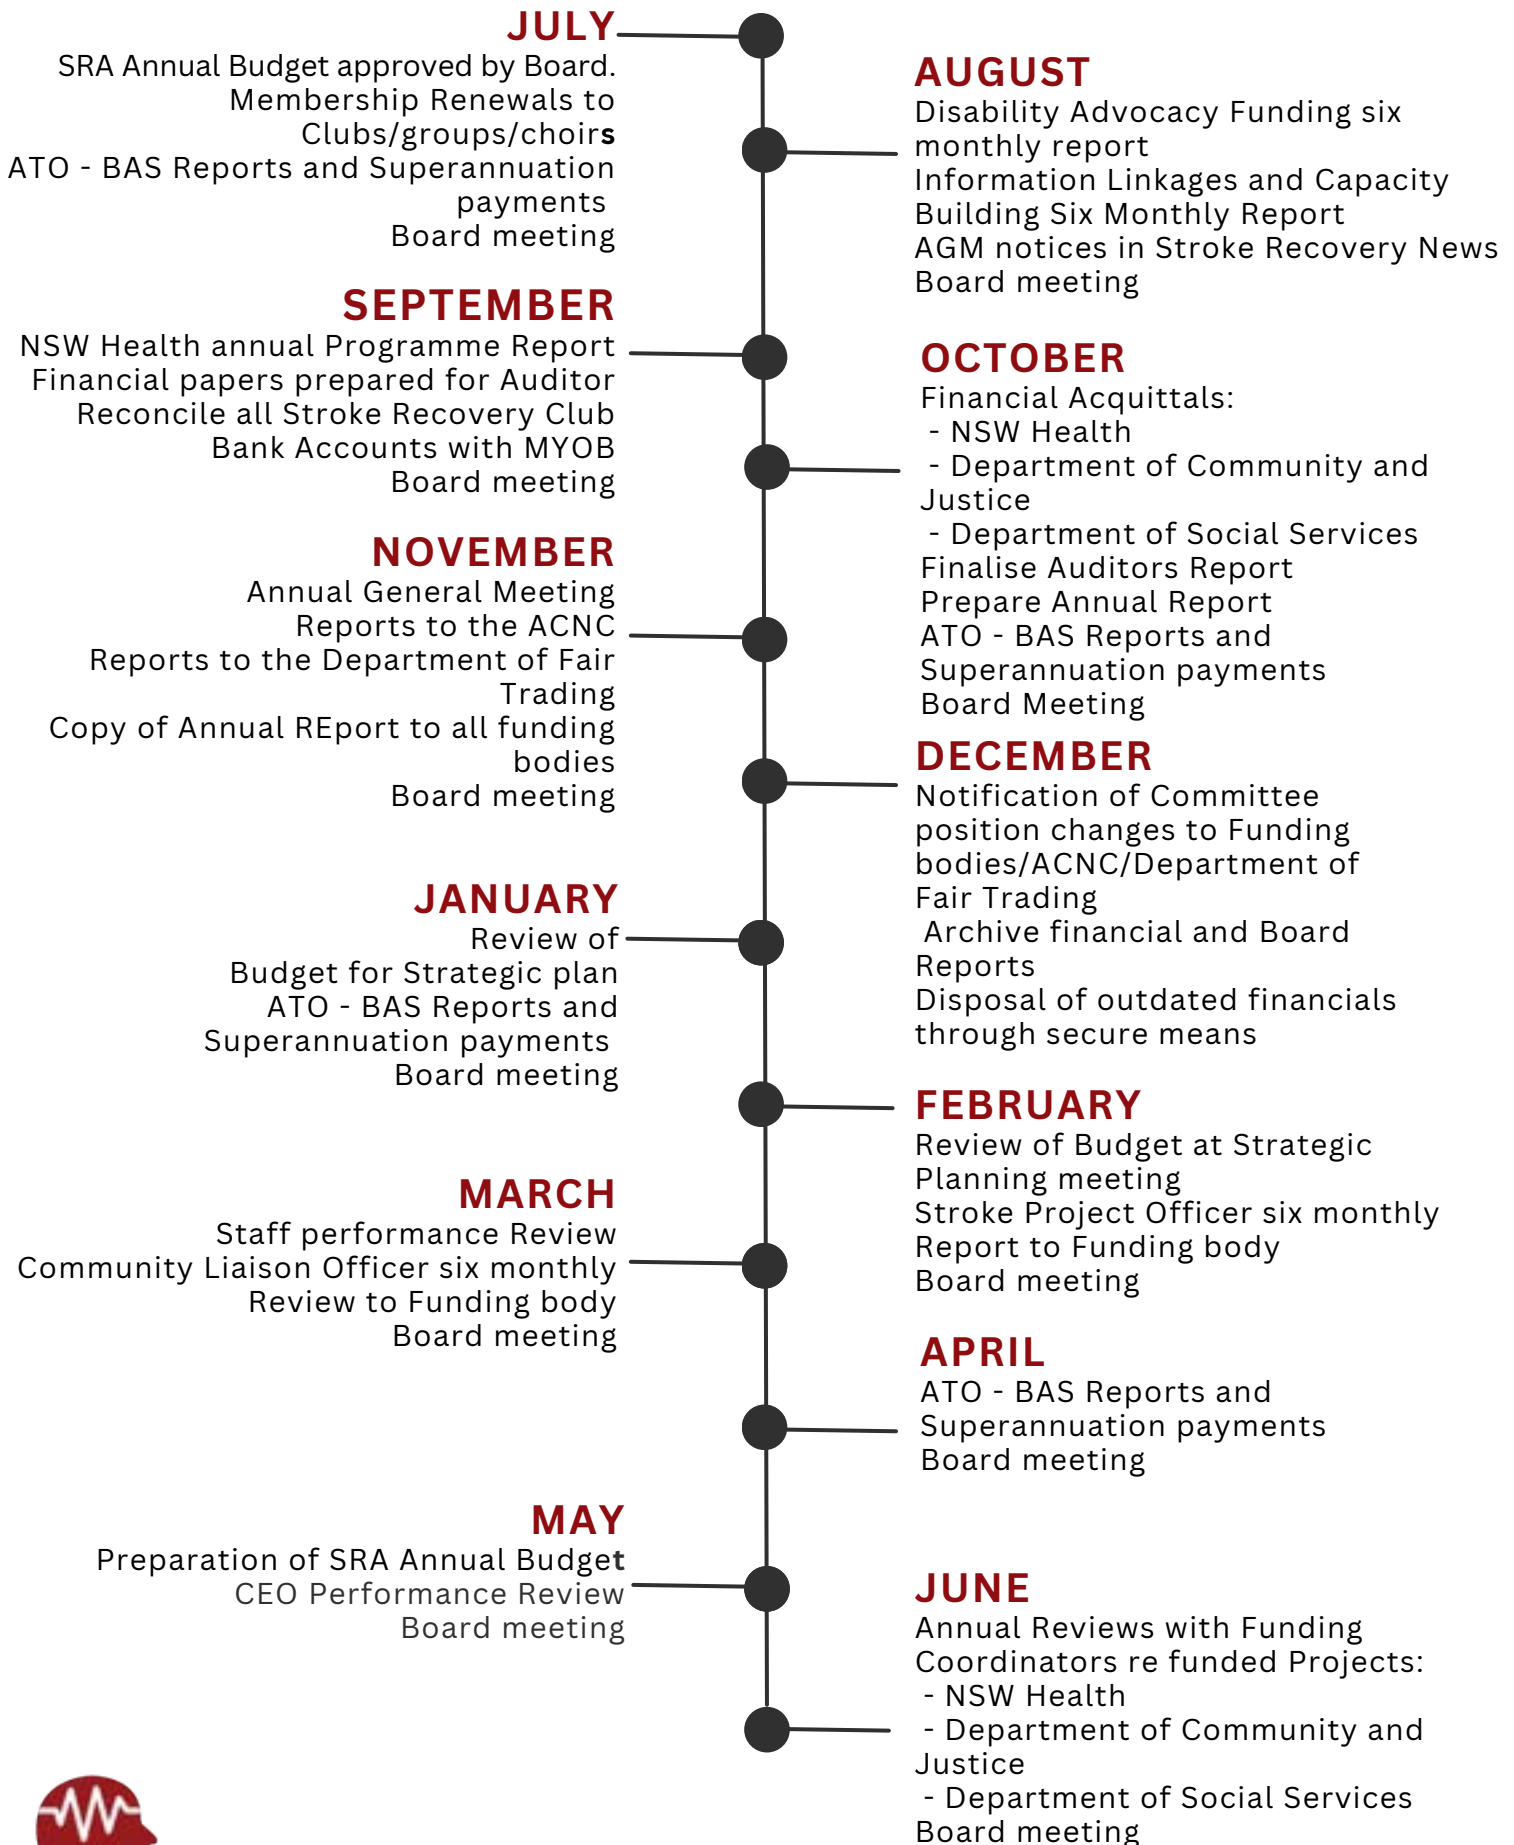 JULY
SRA Annual Budget approved by Board.
Membership Renewals to
Clubs/groups/choirs
ATO - BAS Reports and Superannuation
payments
Board meeting
AUGUST
Disability Advocacy Funding six
monthly report
Information Linkages and Capacity
Building Six Monthly Report
AGM notices in Stroke Recovery News
Board meeting
SEPTEMBER
NSW Health annual Programme Report
Financial papers prepared for Auditor
Reconcile all Stroke Recovery Club
Bank Accounts with MYOB
Board meeting
OCTOBER
Financial Acquittals:
- NSW Health
- Department of Community and
Justice
- Department of Social Services
Finalise Auditors Report
Prepare Annual Report
ATO - BAS Reports and
Superannuation payments
Board Meeting
NOVEMBER
Annual General Meeting
Reports to the ACNC
Reports to the Department of Fair
Trading
Copy of Annual REport to all funding
bodies
Board meeting
DECEMBER
Notification of Committee
position changes to Funding
bodies/ACNC/Department of
Fair Trading
Archive financial and Board
Reports
Disposal of outdated financials
through secure means
JANUARY
Review of
Budget for Strategic plan
ATO - BAS Reports and
Superannuation payments
Board meeting
FEBRUARY
Review of Budget at Strategic
Planning meeting
Stroke Project Officer six monthly
Report to Funding body
Board meeting
MARCH
Staff performance Review
Community Liaison Officer six monthly
Review to Funding body
Board meeting
APRIL
ATO - BAS Reports and
Superannuation payments
Board meeting
MAY
Preparation of SRA Annual Budget
CEO Performance Review
Board meeting
JUNE
Annual Reviews with Funding
Coordinators re funded Projects:
- NSW Health
- Department of Community and
Justice
- Department of Social Services
Board meeting